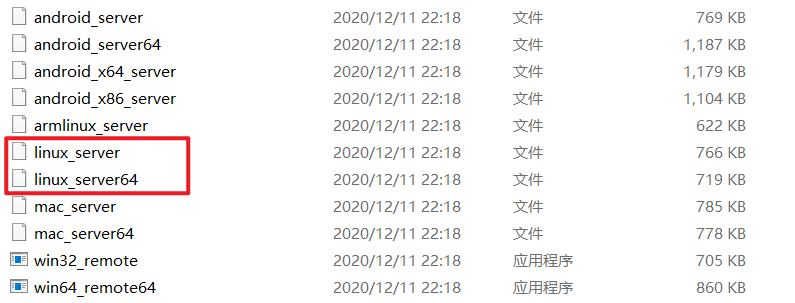 android_server 2020/12/11 22:18 文件 769 KB
android_server64 2020/12/11 22:18 文件 1,187 KB
android_x64_server 2020/12/11 22:18 文件 1,179 KB
android_x86_server 2020/12/11 22:18 文件 1,104 KB
armlinux_server 2020/12/11 22:18 文件 622 KB
linux_server 2020/12/11 22:18 文件 766 KB
linux_server64 2020/12/11 22:18 文件 719 KB
mac_server 2020/12/11 22:18 文件 785 KB
mac_server64 2020/12/11 22:18 文件 778 KB
win32_remote 2020/12/11 22:18 应用程序 705 KB
win64_remote64 2020/12/11 22:18 应用程序 860 KB